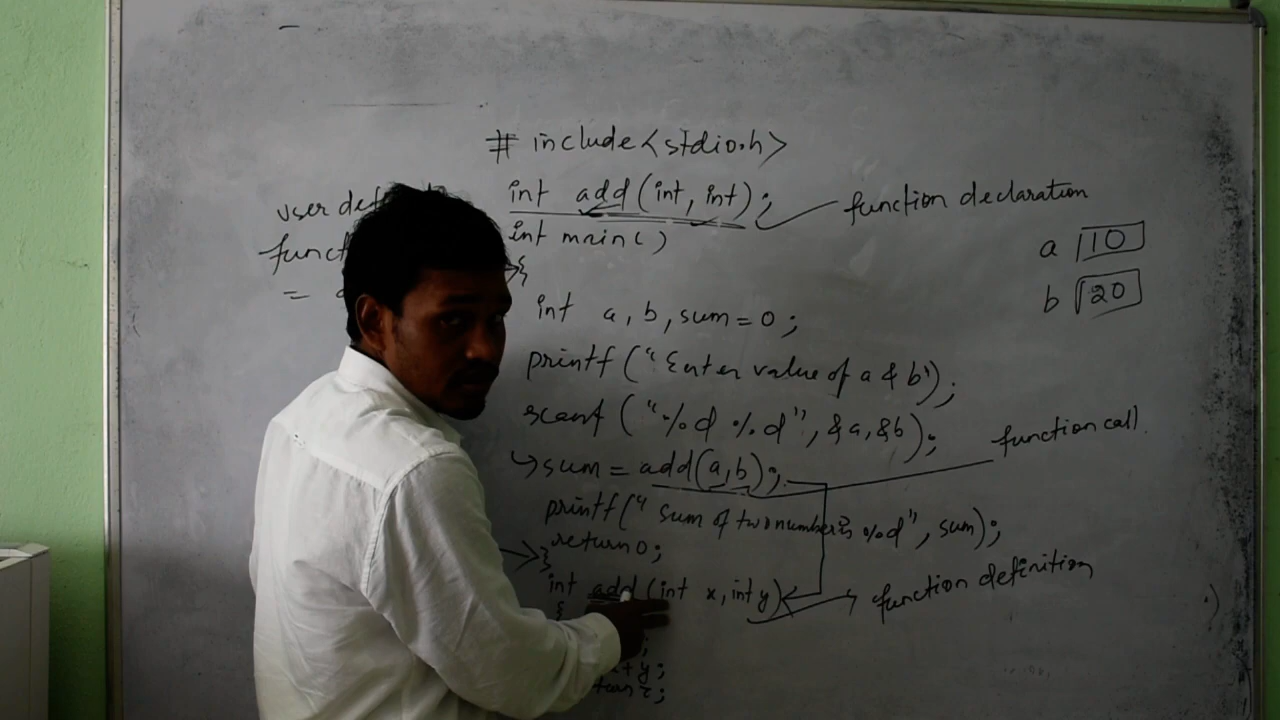 # include<stdio.h>
user def
int add(int, int);
function declaration
funct
int main()
a 10
=
{
b 20
int a, b, sum = 0;
printf ("Enter value of a & b");
scanf ("%d %d", &a, &b);
function call.
sum = add(a,b);
printf(" Sum of two number is %d", sum);
return 0;
}
int add (int x, int y)
function definition
{
;
+ y;
turn z;